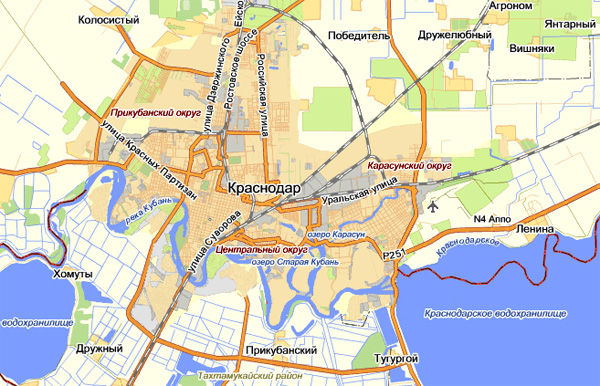 Колосистый
Ейско
Агроном
Янтарный
Победитель
Дружелюбный
Вишняки
улица Дзержинского
Ростовское шоссе
Российская улица
Прикубанский округ
улица Красных Партизан
Карасунский округ
Краснодар
Уральская улица
река Кубань
улица Суворова
N4 Апро
Ленина
озеро Карасун
Краснодарское
Центральный округ
P251
озеро Старая Кубань
Хомуты
Краснодарское водохранилище
водохранилище
Дружный
Прикубанский
Тугургой
Тахтамукайский район